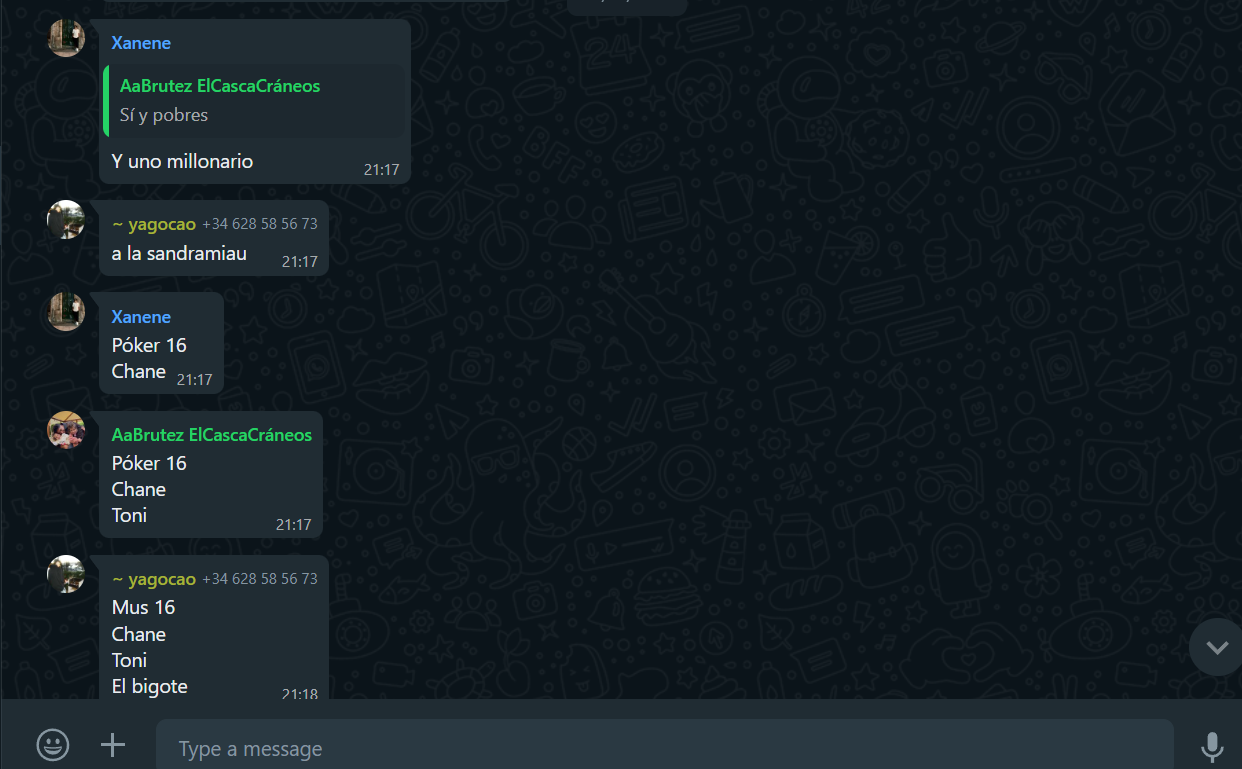 Xanene
AaBrutez ElCascaCráneos
Sí y pobres
Y uno millonario
21:17
~ yagocao +34 628 58 56 73
a la sandramiau
21:17
Xanene
Póker 16
Chane
21:17
AaBrutez ElCascaCráneos
Póker 16
Chane
Toni
21:17
~ yagocao +34 628 58 56 73
Mus 16
Chane
Toni
El bigote
21:18
Type a message